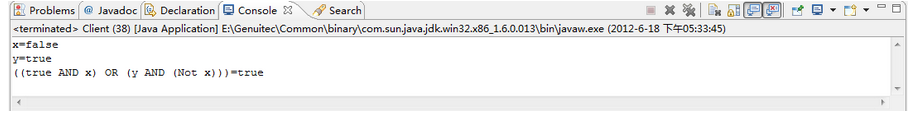 Problems @ Javadoc Declaration Console Search
<terminated> Client (38) [Java Application] E:\Genuitec\Common\binary\com.sun.java.jdk.win32.x86_1.6.0.013\bin\javaw.exe (2012-6-18 下午05:33:45)
x=false
y=true
((true AND x) OR (y AND (Not x)))=true